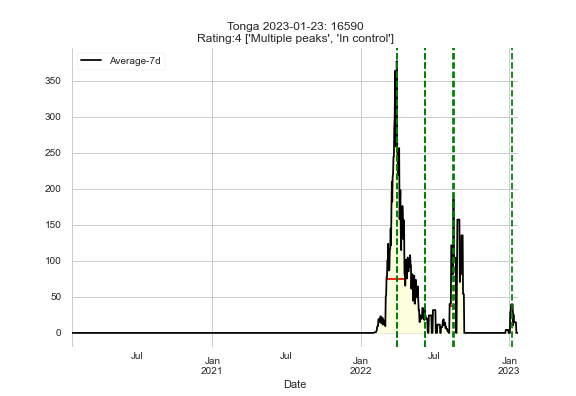 Tonga 2023-01-23: 16590
Rating:4 ['Multiple peaks', 'In control']
Average-7d
350
300
250
200
150
100
50
0
Jul
Jan
2021
Jul
Jan
2022
Jul
Jan
2023
Date